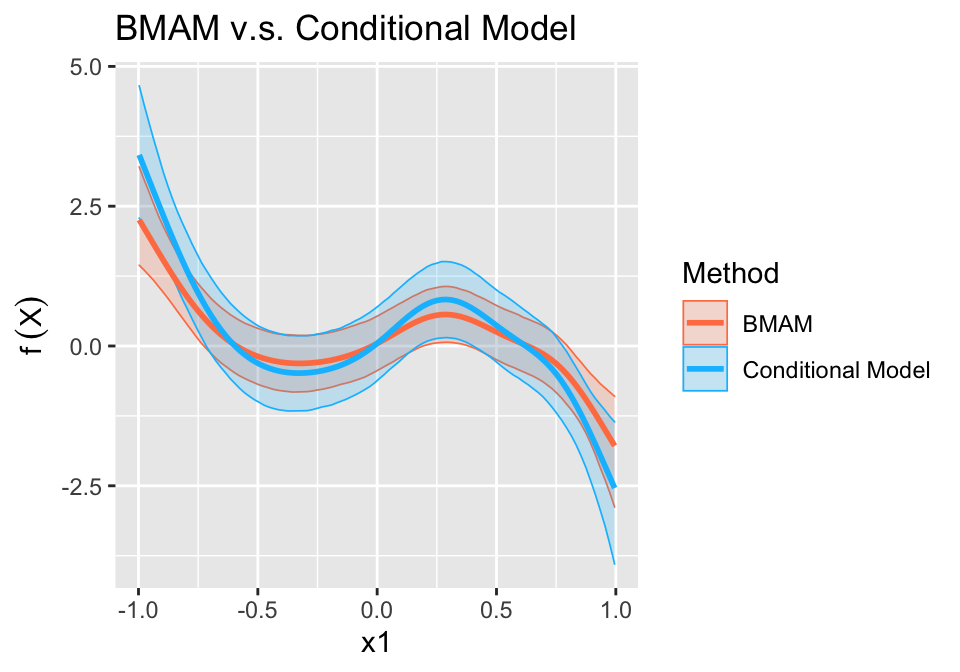 BMAM v.s. Conditional Model
5.0
2.5
0.0
-2.5
f (X)
-1.0 -0.5 0.0 0.5 1.0
x1
Method
BMAM
Conditional Model